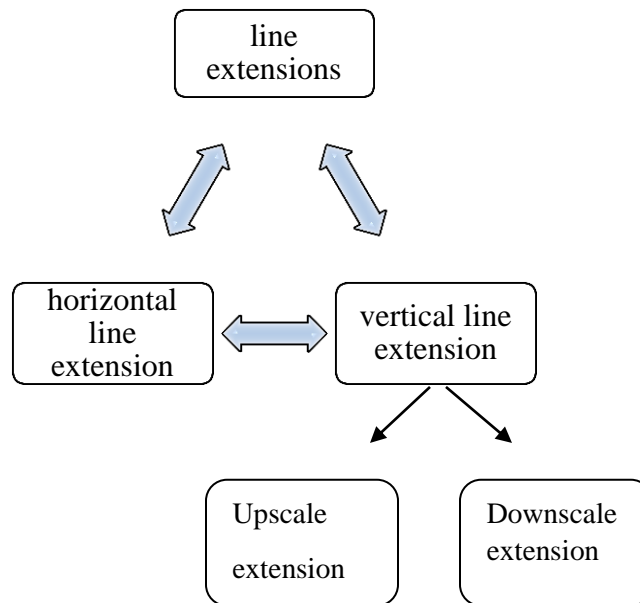 line
extensions
horizontal
line
extension
vertical line
extension
Upscale
extension
Downscale
extension